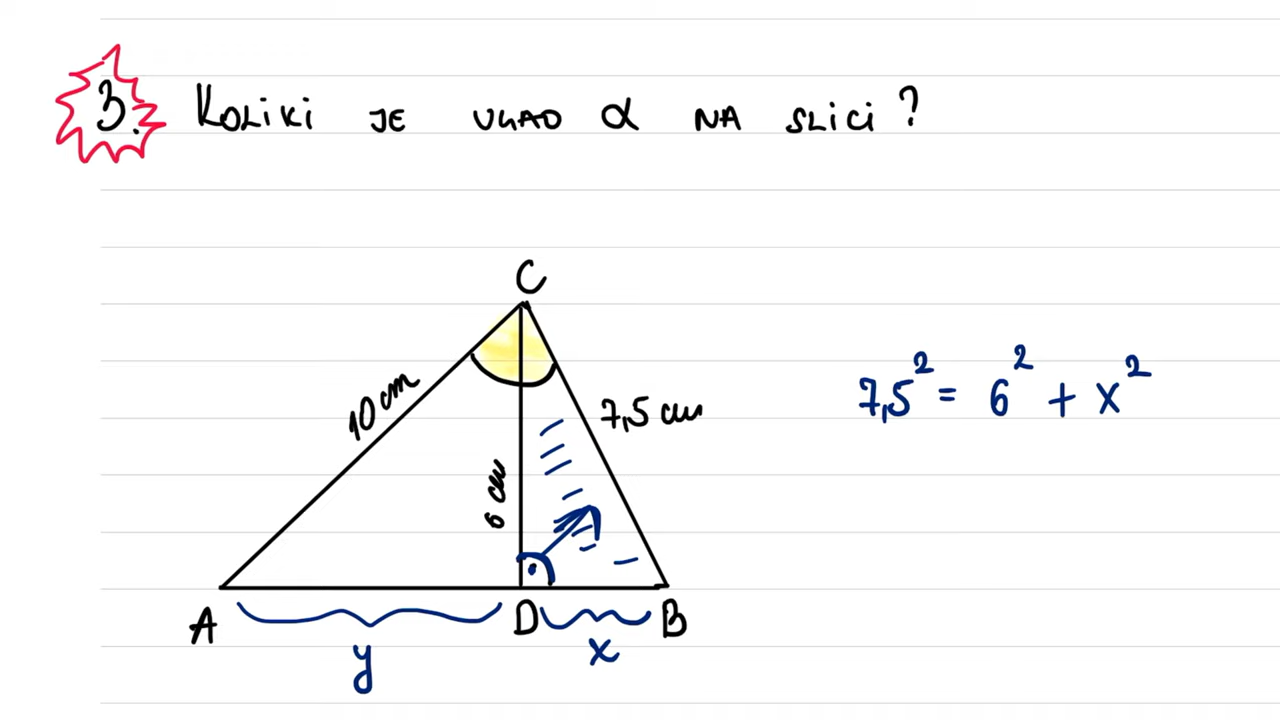 3. KOLIKI JE UGAO α NA SLICI?
C
10 cm
7,5 cm
7,5² = 6² + x²
6 cm
A
D
B
y
x